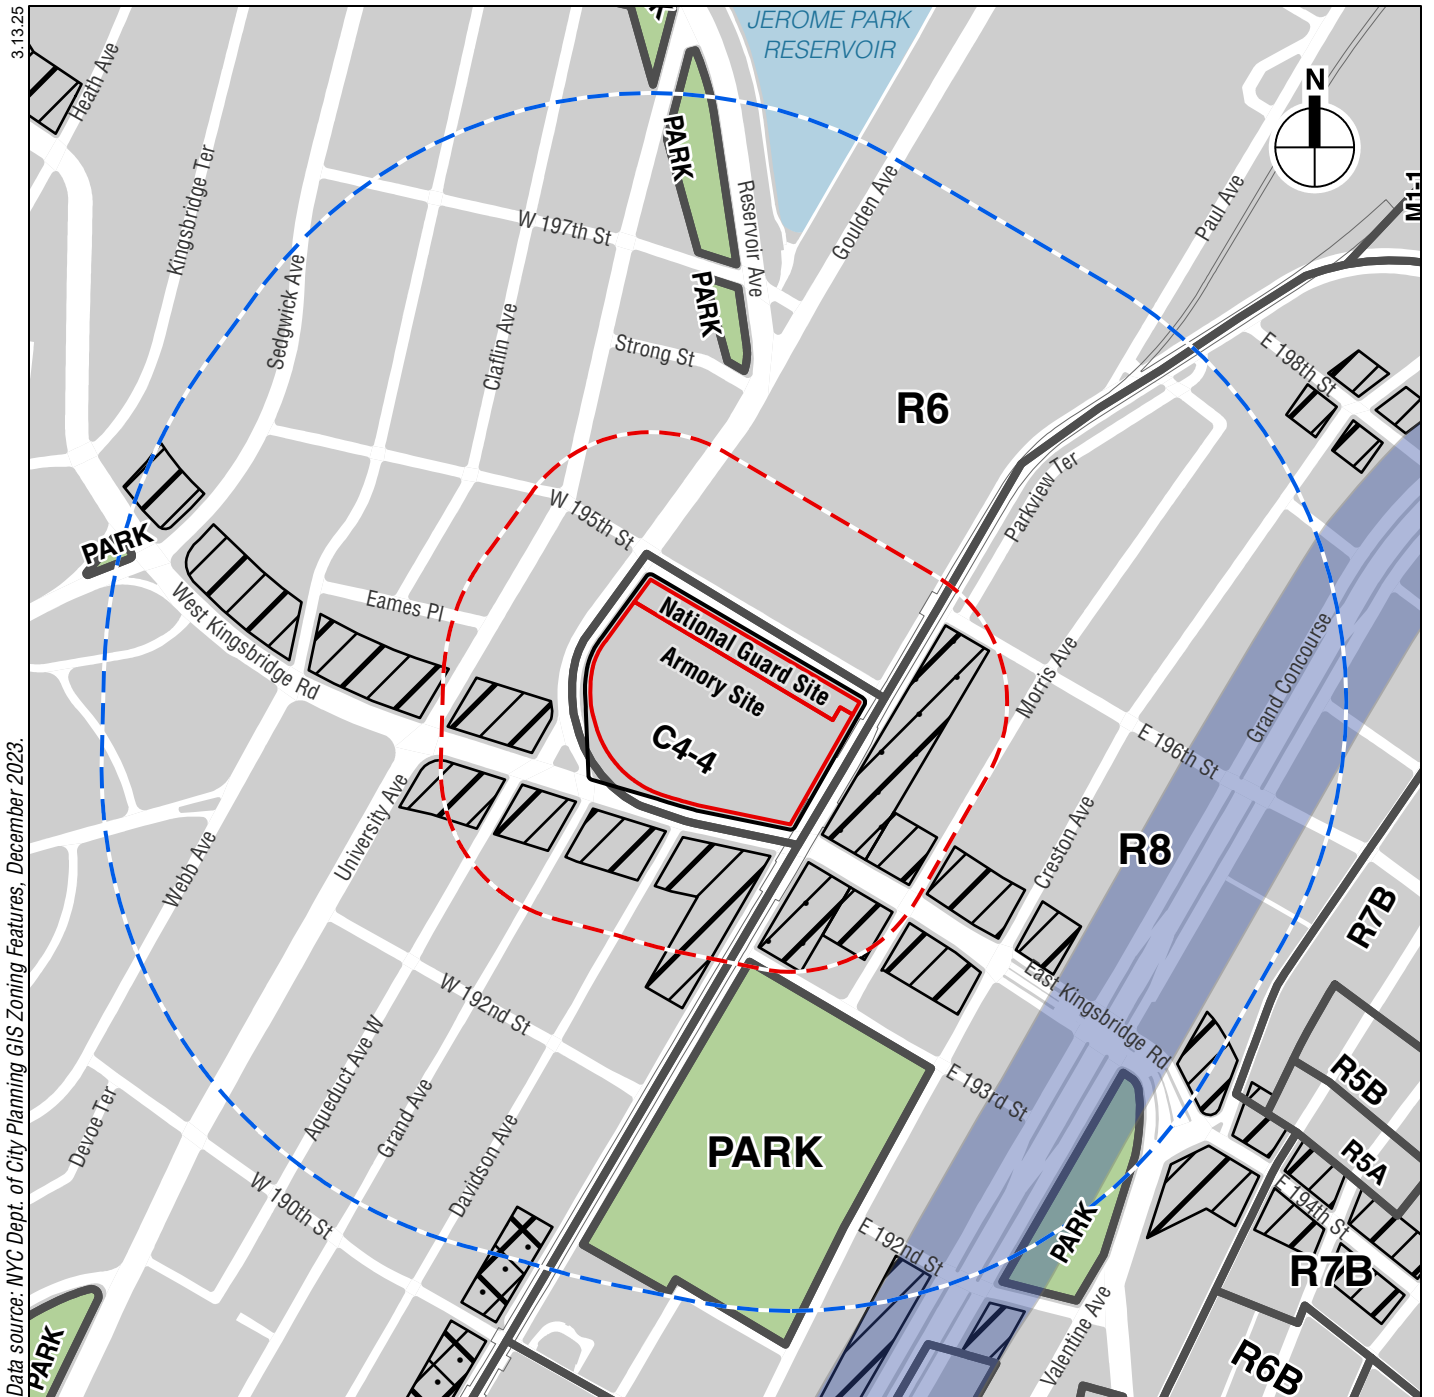 3.13.25
JEROME PARK
RESERVOIR
N
M1-1
Heath Ave
Kingsbridge Ter
Sedgwick Ave
W 197th St
PARK
Reservoir Ave
Goulden Ave
Paul Ave
PARK
Claflin Ave
Strong St
E 198th St
R6
Parkview Ter
W 195th St
PARK
West Kingsbridge Rd
Eames Pl
National Guard Site
Armory Site
C4-4
Morris Ave
Grand Concourse
E 196th St
University Ave
Webb Ave
Creston Ave
R8
R7B
East Kingsbridge Rd
W 192nd St
Aqueduct Ave W
Grand Ave
Davidson Ave
Devoe Ter
W 190th St
PARK
E 193rd St
R5B
R5A
E 194th St
PARK
E 192nd St
R7B
Valentine Ave
R6B
PARK
Data source: NYC Dept. of City Planning GIS Zoning Features, December 2023.